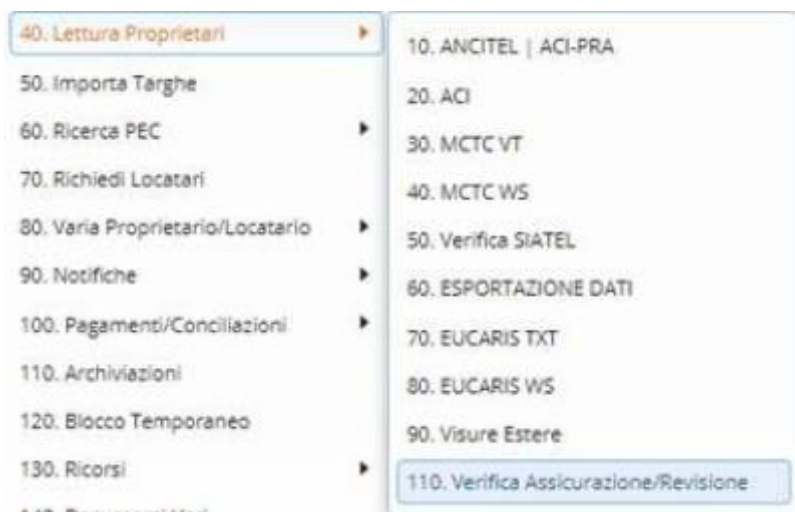 40. Lettura Proprietari
50. Importa Targhe
60. Ricerca PEC
70. Richiedi Locatari
80. Varia Proprietario/Locatario
90. Notifiche
100. Pagamenti/Conciliazioni
110. Archiviazioni
120. Blocco Temporaneo
130. Ricorsi
10. ANCITEL | ACI-PRA
20. ACI
30. MCTC VT
40. MCTC WS
50. Verifica SIATEL
60. ESPORTAZIONE DATI
70. EUCARIS TXT
80. EUCARIS WS
90. Visure Estere
110. Verifica Assicurazione/Revisione